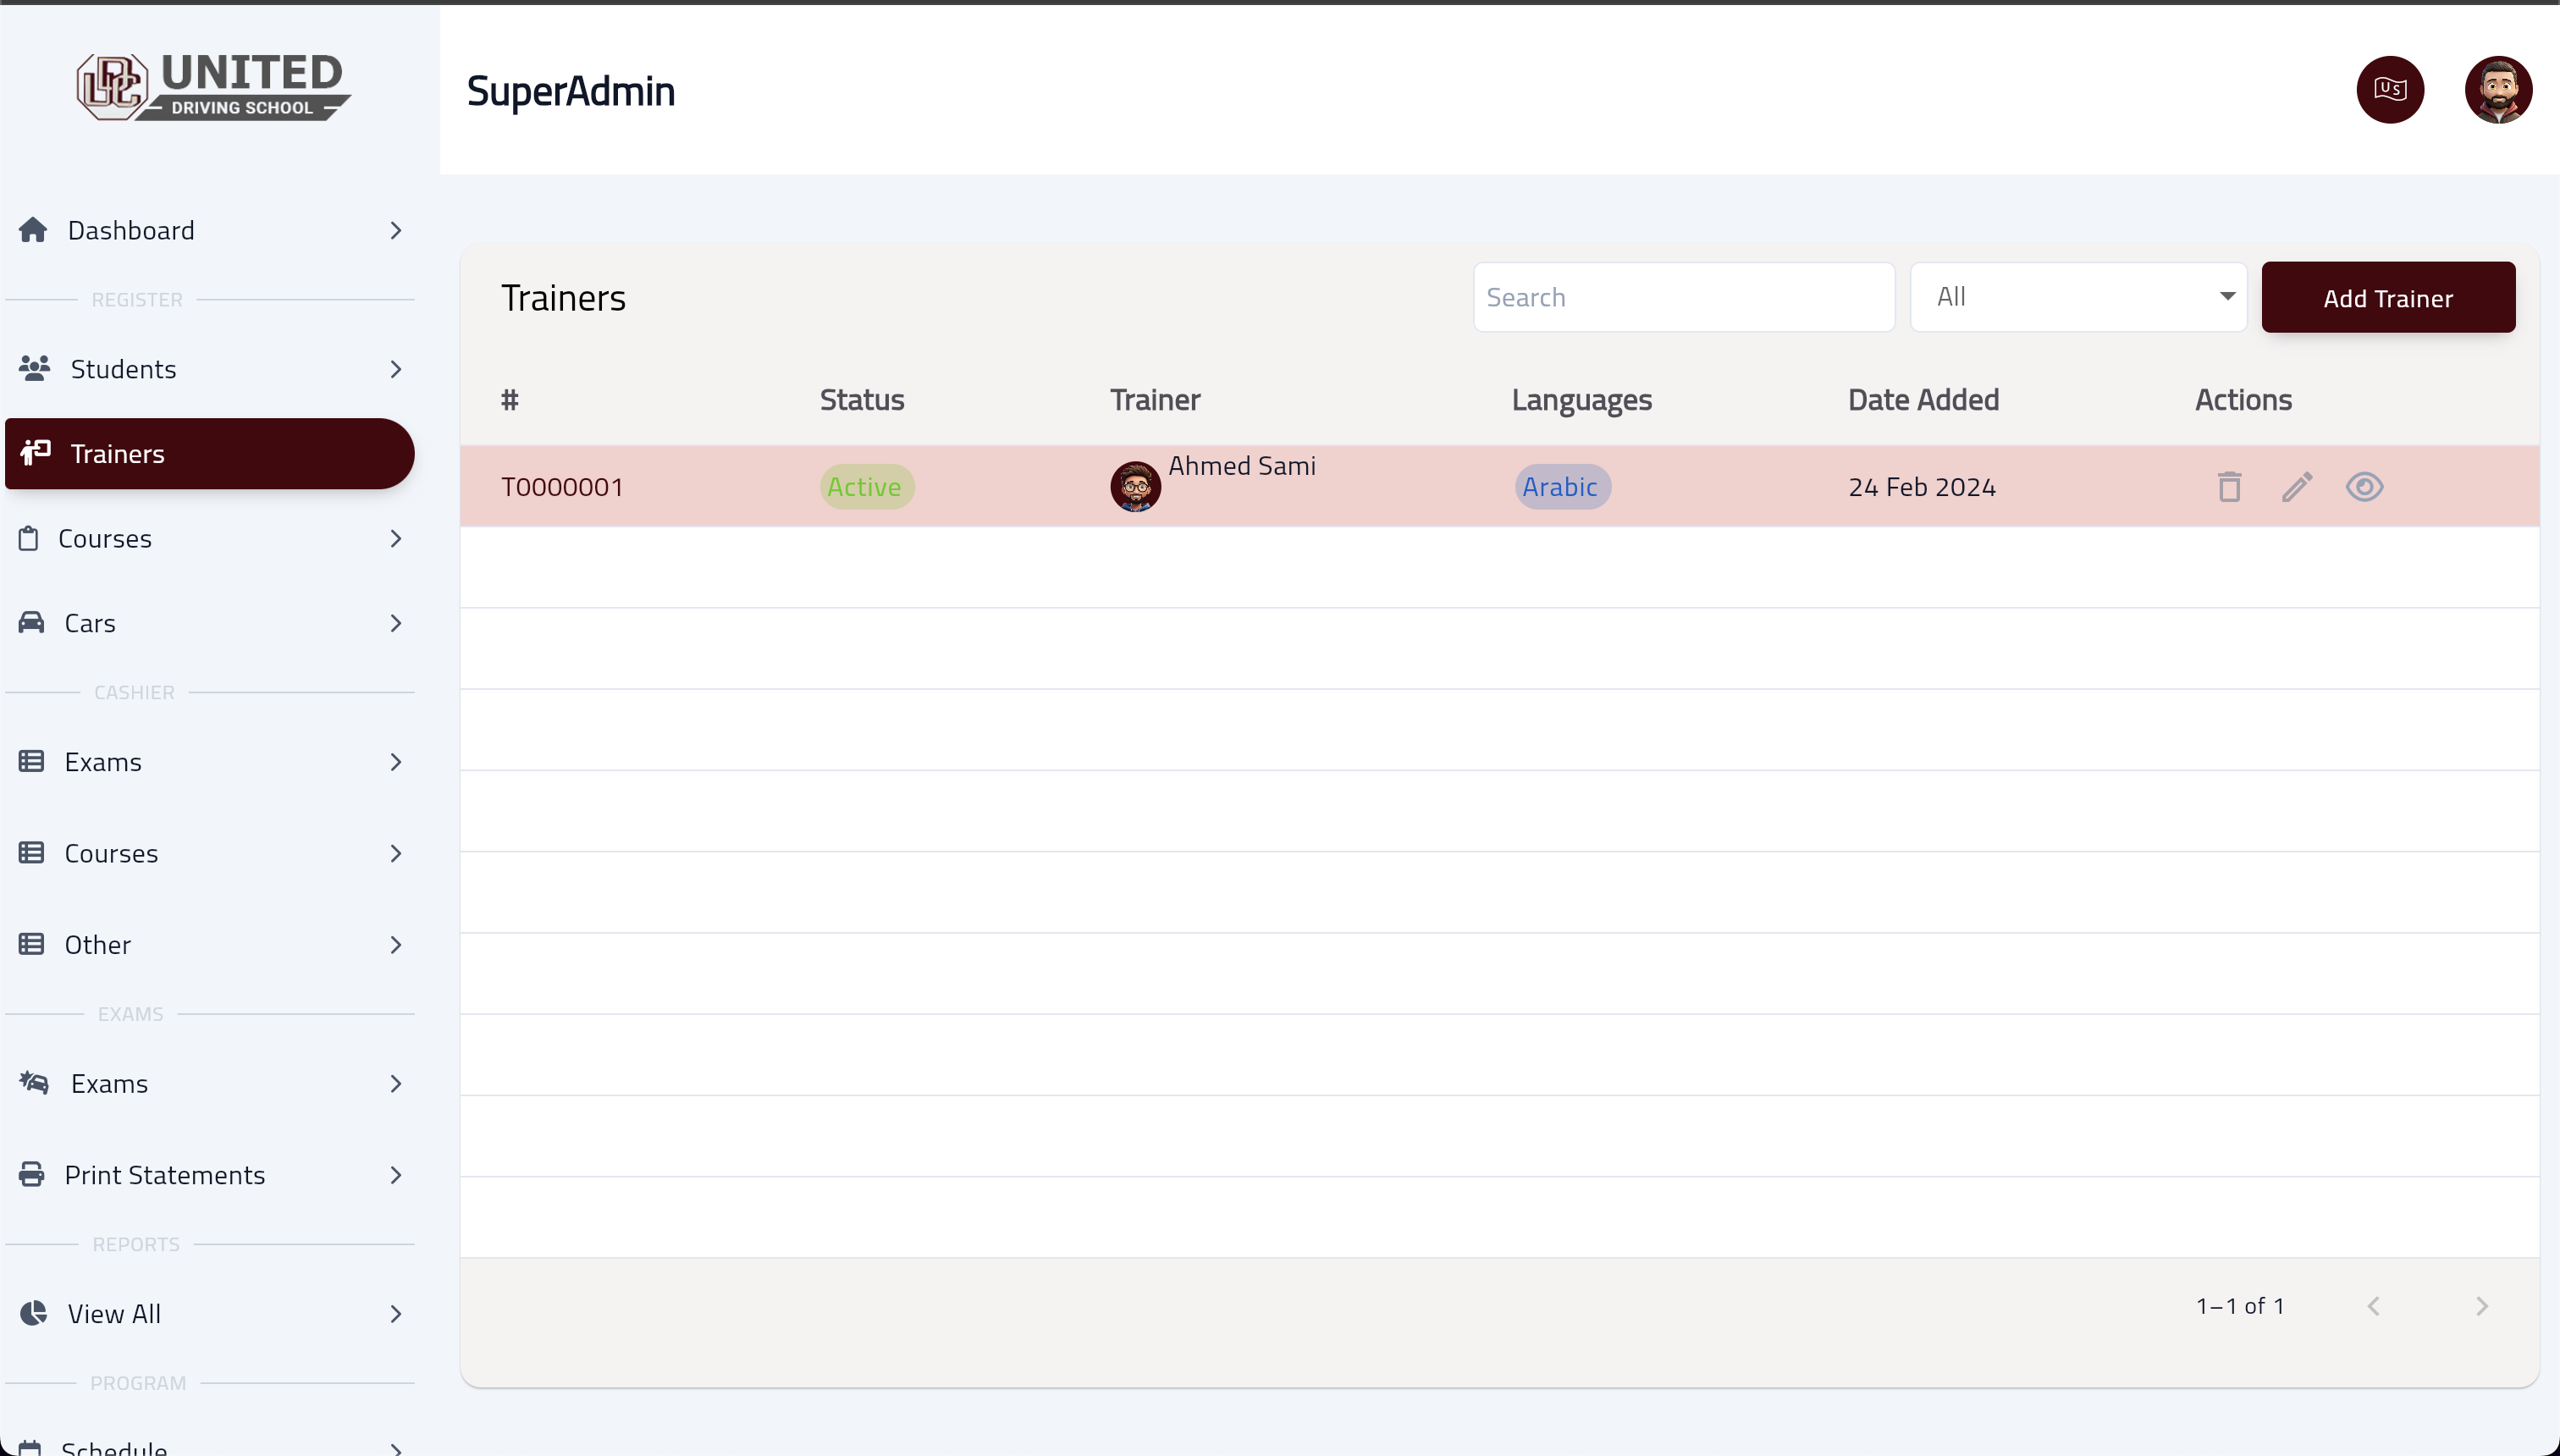 UNITED
DRIVING SCHOOL
SuperAdmin
US
Dashboard
REGISTER
Students
Trainers
Courses
Cars
CASHIER
Exams
Courses
Other
EXAMS
Exams
Print Statements
REPORTS
View All
PROGRAM
Schedule
Trainers
Search
All
Add Trainer
# Status Trainer Languages Date Added Actions
T0000001 Active Ahmed Sami Arabic 24 Feb 2024
1–1 of 1